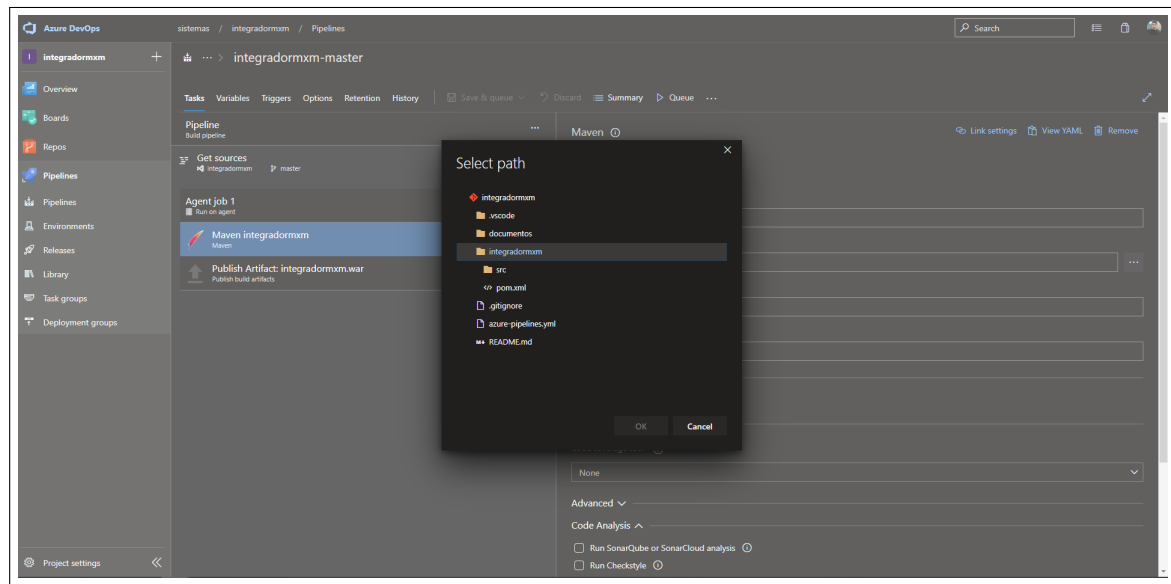 Azure DevOps
sistemas / integradormxm / Pipelines
Search
I integradormxm +
... > integradormxm-master
Overview
Boards
Repos
Pipelines
Pipelines
Environments
Releases
Library
Task groups
Deployment groups
Project settings
Tasks Variables Triggers Options Retention History Save & queue Discard Summary Queue ...
Pipeline ...
Build pipeline
Get sources
integradormxm master
Agent job 1
Run on agent
Maven integradormxm
Maven
Publish Artifact: integradormxm.war
Publish build artifacts
Maven
Link settings View YAML Remove
Select path
integradormxm
.vscode
documentos
integradormxm
src
pom.xml
.gitignore
azure-pipelines.yml
README.md
OK Cancel
...
None
Advanced
Code Analysis
Run SonarQube or SonarCloud analysis
Run Checkstyle